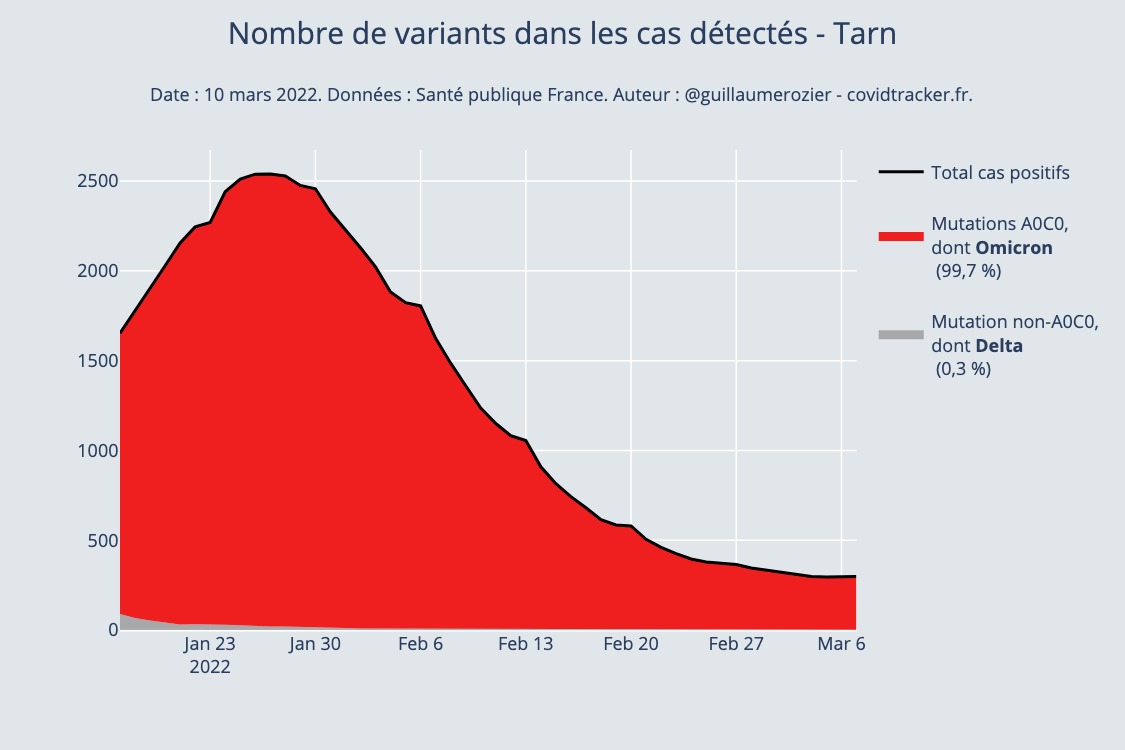 Nombre de variants dans les cas détectés - Tarn
Date : 10 mars 2022. Données : Santé publique France. Auteur : @guillaumerozier - covidtracker.fr.
2500
2000
1500
1000
500
0
Jan 23
2022
Jan 30
Feb 6
Feb 13
Feb 20
Feb 27
Mar 6
Total cas positifs
Mutations A0C0,
dont Omicron
(99,7 %)
Mutation non-A0C0,
dont Delta
(0,3 %)